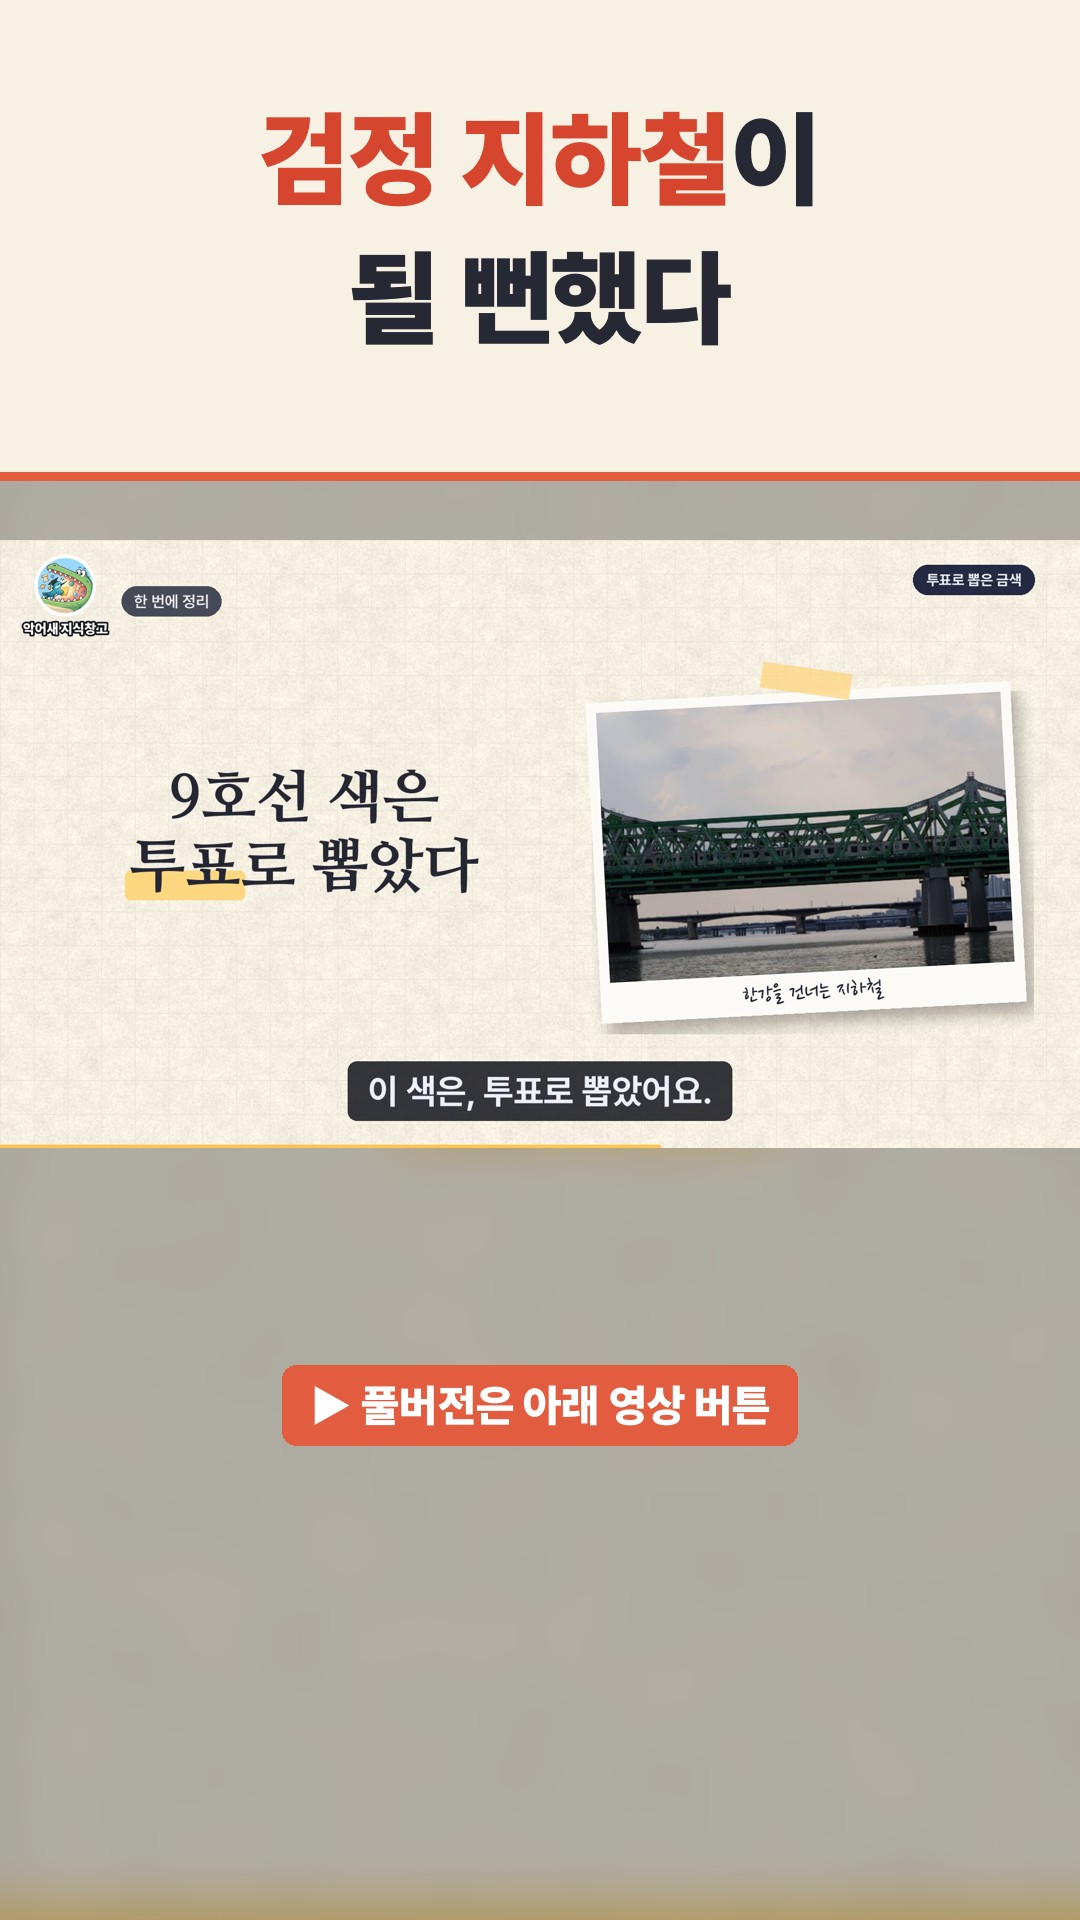 검정 지하철이
될 뻔했다
악어새 지식창고
한 번에 정리
투표로 뽑은 금색
9호선 색은
투표로 뽑았다
한강을 건너는 지하철
이 색은, 투표로 뽑았어요.
▶ 풀버전은 아래 영상 버튼